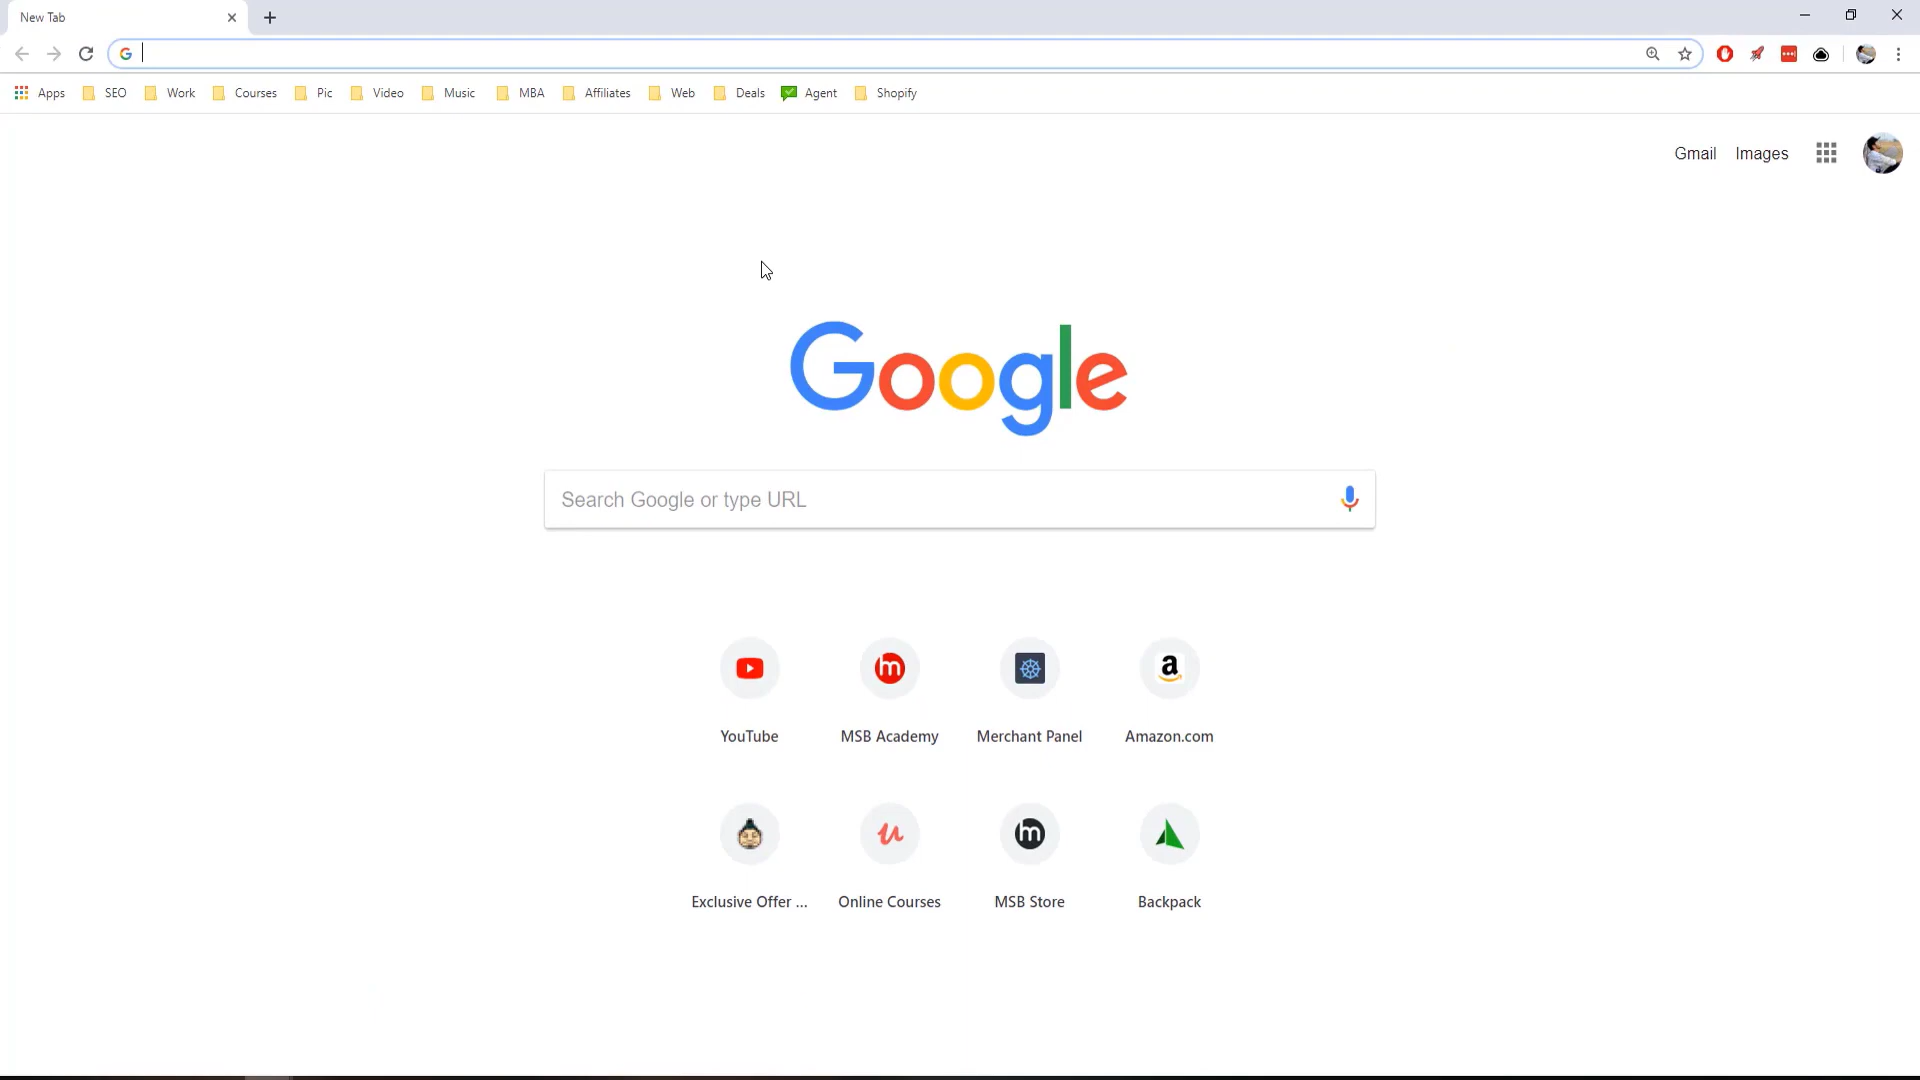 New Tab
Apps SEO Work Courses Pic Video Music MBA Affiliates Web Deals Agent Shopify
Gmail Images
Google
Search Google or type URL
YouTube MSB Academy Merchant Panel Amazon.com
Exclusive Offer ... Online Courses MSB Store Backpack